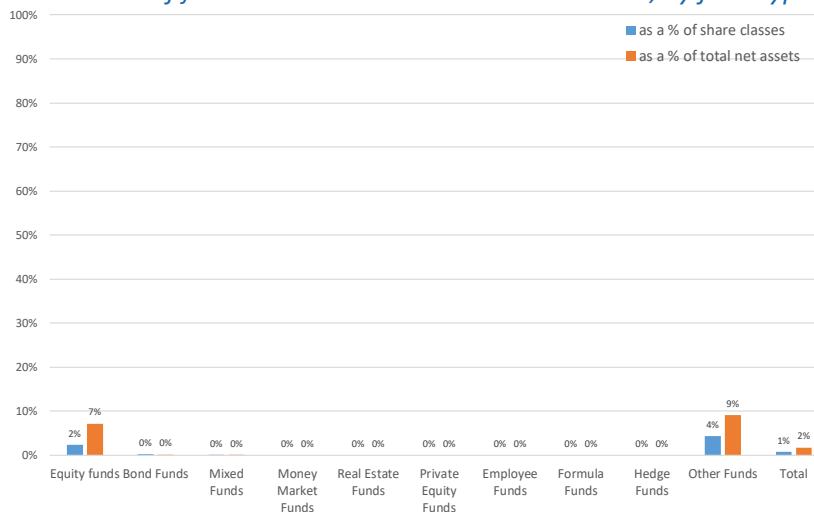 100%
as a % of share classes
90%
as a % of total net assets
80%
70%
60%
50%
40%
30%
20%
10%
0%
2% 7% 0% 0% 0% 0% 0% 0% 0% 0% 0% 0% 0% 0% 0% 0% 0% 0% 4% 9% 1% 2%
Equity funds Bond Funds Mixed Funds Money Market Funds Real Estate Funds Private Equity Funds Employee Funds Formula Funds Hedge Funds Other Funds Total